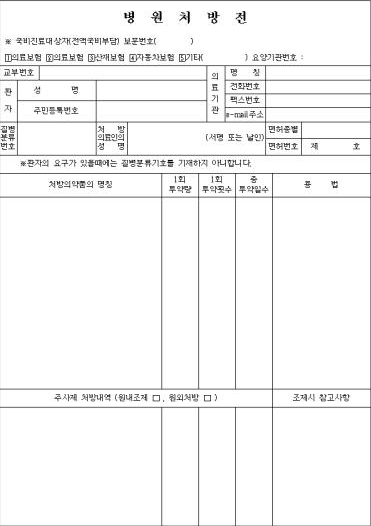 병 원 처 방 전
※ 국비진료대상자(전액국비부담) 보훈번호( )
1의료보험 2의료보험 3산재보험 4자동차보험 5기타( ) 요양기관번호 :
교부번호
환 자
성 명
주민등록번호
의 료 기 관
명 칭
전화번호
팩스번호
e-mail주소
질병 분류 번호
처 방 의료인의 성 명
(서명 또는 날인)
면허종별
면허번호 제 호
※환자의 요구가 있을때에는 질병분류기호를 기재하지 아니합니다.
처방의약품의 명칭
1회 투약량
1회 투약횟수
총 투약일수
용 법
주사제 처방내역 (원내조제 □ , 원외처방 □ )
조제시 참고사항